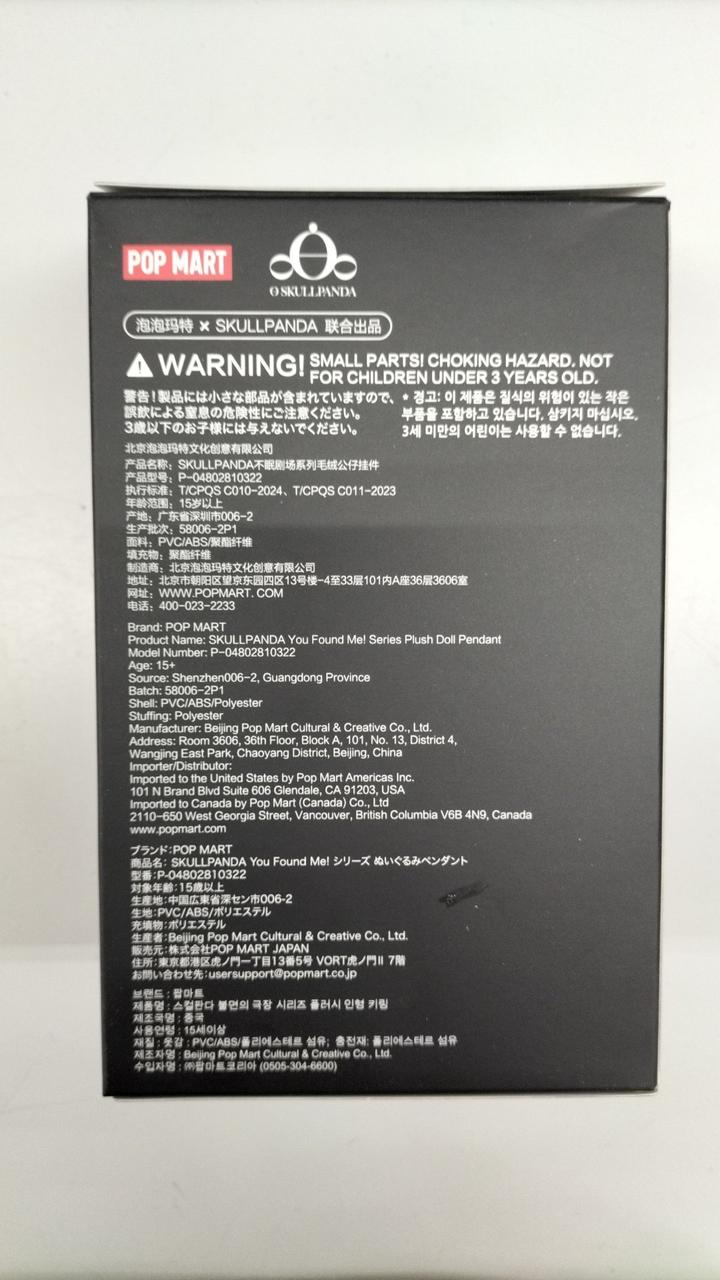 POP MART
SKULLPANDA
泡泡玛特 × SKULLPANDA 联合出品
WARNING! SMALL PARTS! CHOKING HAZARD. NOT
FOR CHILDREN UNDER 3 YEARS OLD.
警告!製品には小さな部品が含まれていますので、
誤飲による窒息の危険性にご注意ください。
3歳以下のお子様には与えないでください。
* 경고: 이 제품은 질식의 위험이 있는 작은
부품을 포함하고 있습니다. 삼키지 마십시오.
3세 미만의 어린이는 사용할 수 없습니다.
北京泡泡玛特文化创意有限公司
产品名称: SKULLPANDA不眠剧场系列毛绒公仔挂件
产品型号: P-04802810322
执行标准: T/CPQS C010-2024、T/CPQS C011-2023
年龄范围: 15岁以上
产地: 广东省深圳市006-2
生产批次: 58006-2P1
面料: PVC/ABS/聚酯纤维
填充物: 聚酯纤维
制造商: 北京泡泡玛特文化创意有限公司
地址: 北京市朝阳区望京东园四区13号楼-4至33层101内A座36层3606室
网址: WWW.POPMART.COM
电话: 400-023-2233
Brand: POP MART
Product Name: SKULLPANDA You Found Me! Series Plush Doll Pendant
Model Number: P-04802810322
Age: 15+
Source: Shenzhen006-2, Guangdong Province
Batch: 58006-2P1
Shell: PVC/ABS/Polyester
Stuffing: Polyester
Manufacturer: Beijing Pop Mart Cultural & Creative Co., Ltd.
Address: Room 3606, 36th Floor, Block A, 101, No. 13, District 4,
Wangjing East Park, Chaoyang District, Beijing, China
Importer/Distributor:
Imported to the United States by Pop Mart Americas Inc.
101 N Brand Blvd Suite 606 Glendale, CA 91203, USA
Imported to Canada by Pop Mart (Canada) Co., Ltd
2110-650 West Georgia Street, Vancouver, British Columbia V6B 4N9, Canada
www.popmart.com
ブランド:POP MART
商品名: SKULLPANDA You Found Me! シリーズ ぬいぐるみペンダント
型番:P-04802810322
対象年齢:15歳以上
生産地:中国広東省深セン市006-2
生地:PVC/ABS/ポリエステル
充填物:ポリエステル
生産者:Beijing Pop Mart Cultural & Creative Co., Ltd.
販売元:株式会社POP MART JAPAN
住所:東京都港区虎ノ門一丁目13番5号 VORT虎ノ門II 7階
お問い合わせ先:usersupport@popmart.co.jp
브랜드 : 팝마트
제품명 : 스컬판다 불면의 극장 시리즈 플러시 인형 키링
제조국명 : 중국
사용연령 : 15세이상
재질 : 옷감 : PVC/ABS/폴리에스테르 섬유; 충전재: 폴리에스테르 섬유
제조자명 : Beijing Pop Mart Cultural & Creative Co., Ltd.
수입자명 : ㈜팝마트코리아 (0505-304-6600)